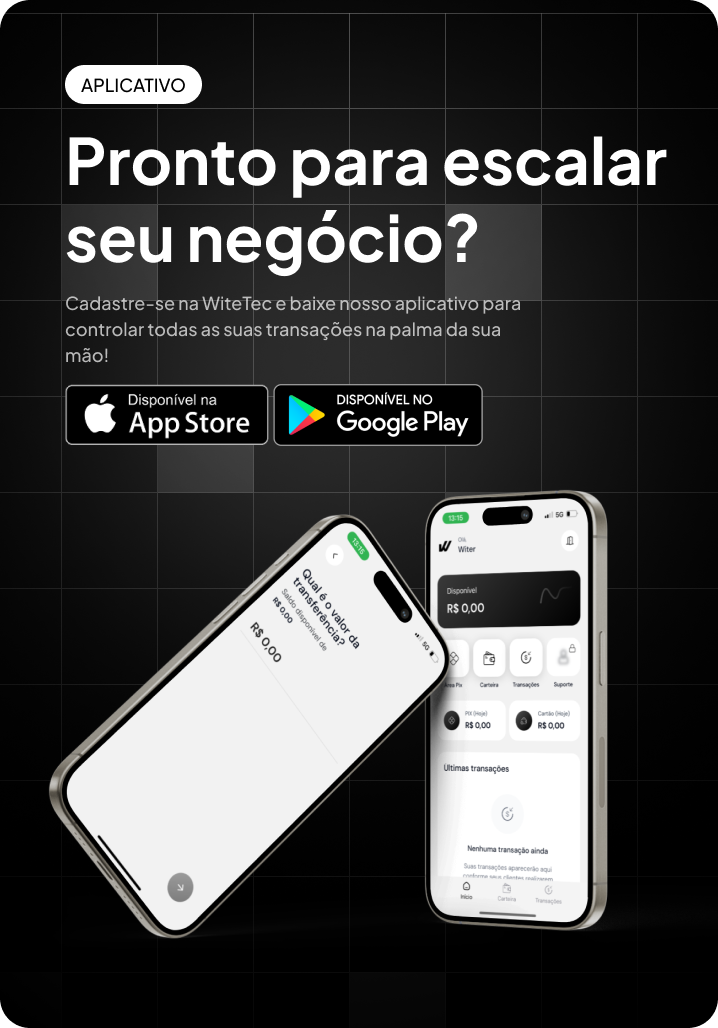 APLICATIVO
Pronto para escalar
seu negócio?
Cadastre-se na WiteTec e baixe nosso aplicativo para
controlar todas as suas transações na palma da sua
mão!
Disponível na
App Store
DISPONÍVEL NO
Google Play
13:15
5G
Qual é o valor da
transferência?
Saldo disponível de
R$ 0,00
R$ 0,00
13:15
5G
Olá,
Witer
Disponível
R$ 0,00
Área Pix
Carteira
Transações
Suporte
PIX (Hoje)
R$ 0,00
Cartão (Hoje)
R$ 0,00
Últimas transações
Nenhuma transação ainda
Suas transações aparecerão aqui
conforme seus clientes realizarem
Início
Carteira
Transações